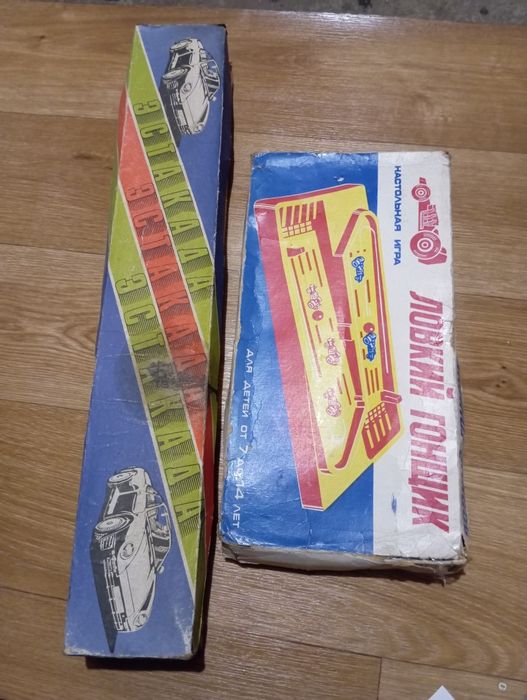 ЭСТАКАДА
ЭСТАКАДА
ЭСТАКАДА
НАСТОЛЬНАЯ ИГРА
ЛОВКИЙ ГОНЩИК
ДЛЯ ДЕТЕЙ ОТ 7 ДО 14 ЛЕТ